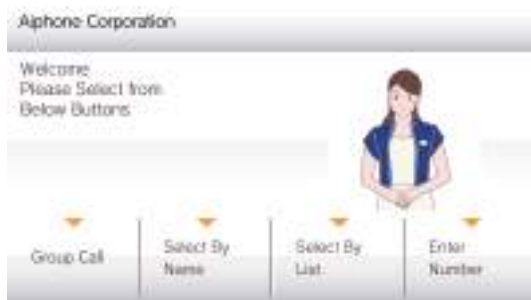 Aiphone Corporation
Welcome
Please Select from
Below Buttons
Group Call
Select By
Name
Select By
List
Enter
Number